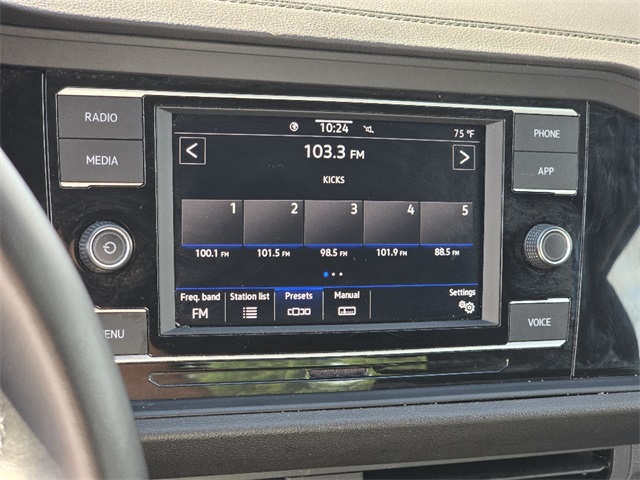 RADIO
MEDIA
MENU
10:24
75 °F
<
103.3 FM
>
KICKS
1 2 3 4 5
100.1 FM 101.5 FM 98.5 FM 101.9 FM 88.5 FM
Freq. band Station list Presets Manual Settings
FM
PHONE
APP
VOICE